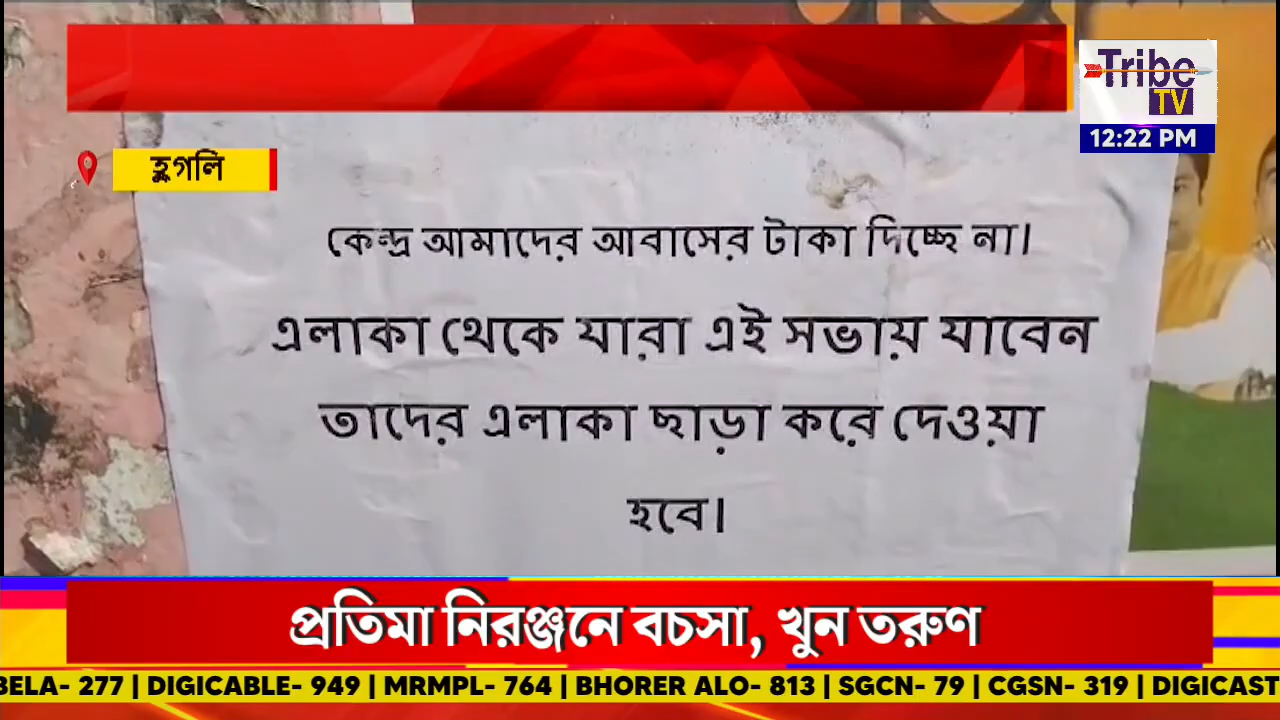 Tribe
TV
12:22 PM
হুগলি
কেন্দ্র আমাদের আবাসের টাকা দিচ্ছে না।
এলাকা থেকে যারা এই সভায় যাবেন
তাদের এলাকা ছাড়া করে দেওয়া
হবে।
প্রতিমা নিরঞ্জনে বচসা, খুন তরুণ
BELA- 277 | DIGICABLE- 949 | MRMPL- 764 | BHORER ALO- 813 | SGCN- 79 | CGSN- 319 | DIGICAST